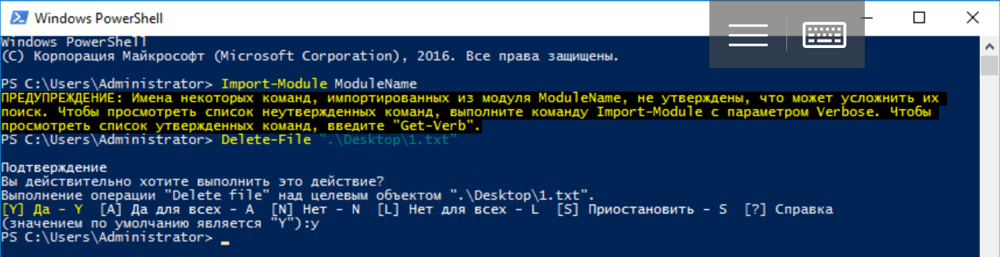 Windows PowerShell
Windows PowerShell
(C) Корпорация Майкрософт (Microsoft Corporation), 2016. Все права защищены.
PS C:\Users\Administrator> Import-Module ModuleName
ПРЕДУПРЕЖДЕНИЕ: Имена некоторых команд, импортированных из модуля ModuleName, не утверждены, что может усложнить их
поиск. Чтобы просмотреть список неутвержденных команд, выполните команду Import-Module с параметром Verbose. Чтобы
просмотреть список утвержденных команд, введите "Get-Verb".
PS C:\Users\Administrator> Delete-File ".\Desktop\1.txt"
Подтверждение
Вы действительно хотите выполнить это действие?
Выполнение операции "Delete file" над целевым объектом ".\Desktop\1.txt".
[Y] Да - Y  [A] Да для всех - A  [N] Нет - N  [L] Нет для всех - L  [S] Приостановить - S  [?] Справка
(значением по умолчанию является "Y"):y
PS C:\Users\Administrator>